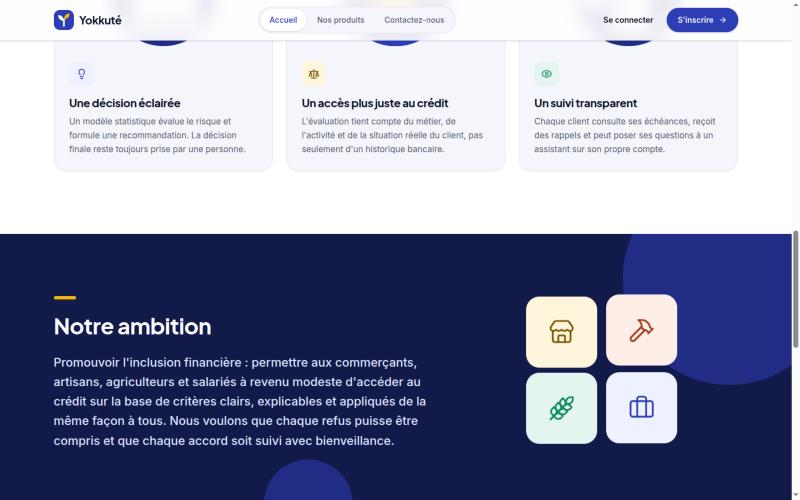 Yokkuté
Accueil
Nos produits
Contactez-nous
Se connecter
S'inscrire
Une décision éclairée
Un modèle statistique évalue le risque et
formule une recommandation. La décision
finale reste toujours prise par une personne.
Un accès plus juste au crédit
L'évaluation tient compte du métier, de
l'activité et de la situation réelle du client, pas
seulement d'un historique bancaire.
Un suivi transparent
Chaque client consulte ses échéances, reçoit
des rappels et peut poser ses questions à un
assistant sur son propre compte.
Notre ambition
Promouvoir l'inclusion financière : permettre aux commerçants,
artisans, agriculteurs et salariés à revenu modeste d'accéder au
crédit sur la base de critères clairs, explicables et appliqués de la
même façon à tous. Nous voulons que chaque refus puisse être
compris et que chaque accord soit suivi avec bienveillance.